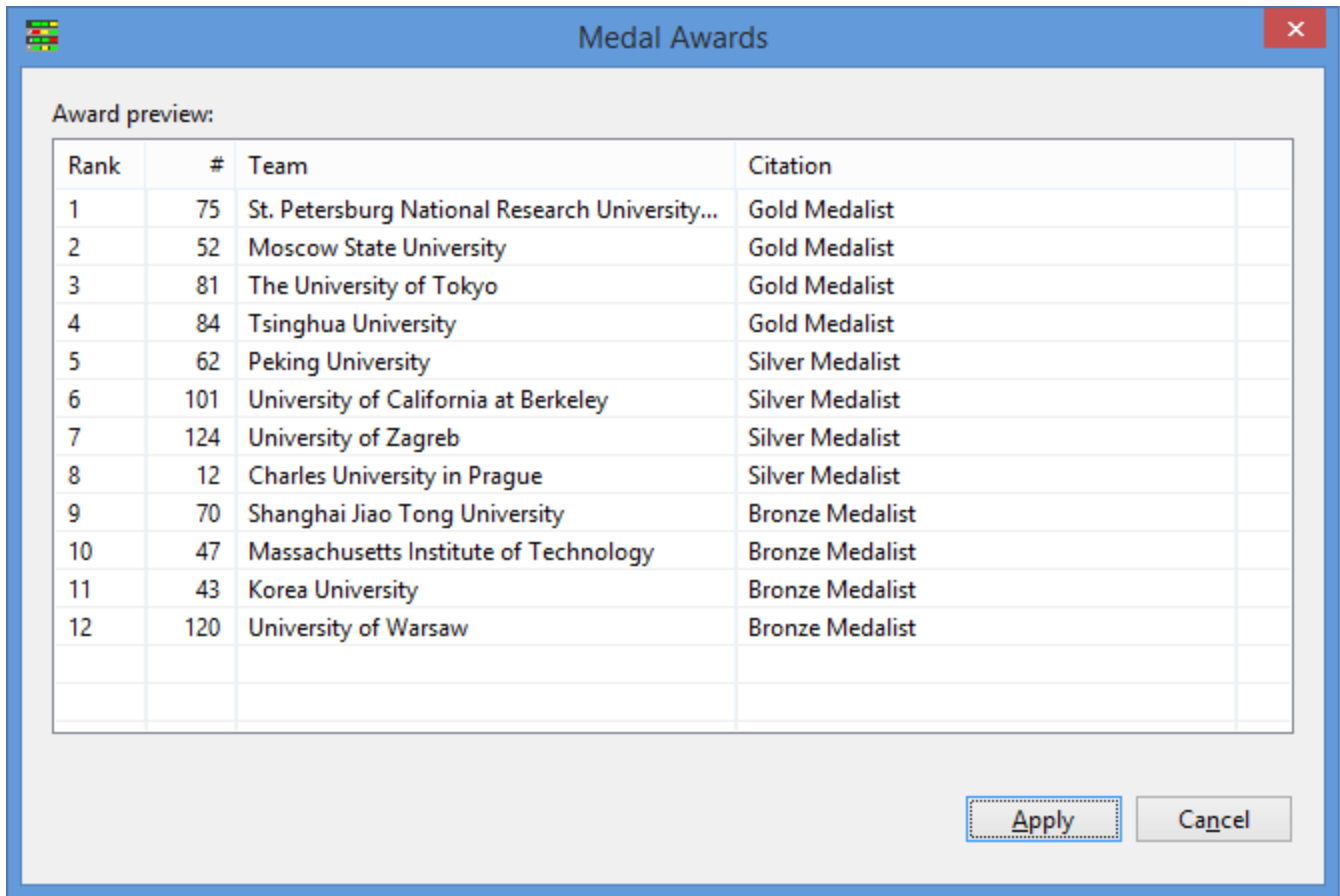 Medal Awards
Award preview:
Rank # Team Citation
1 75 St. Petersburg National Research University... Gold Medalist
2 52 Moscow State University Gold Medalist
3 81 The University of Tokyo Gold Medalist
4 84 Tsinghua University Gold Medalist
5 62 Peking University Silver Medalist
6 101 University of California at Berkeley Silver Medalist
7 124 University of Zagreb Silver Medalist
8 12 Charles University in Prague Silver Medalist
9 70 Shanghai Jiao Tong University Bronze Medalist
10 47 Massachusetts Institute of Technology Bronze Medalist
11 43 Korea University Bronze Medalist
12 120 University of Warsaw Bronze Medalist
Apply Cancel